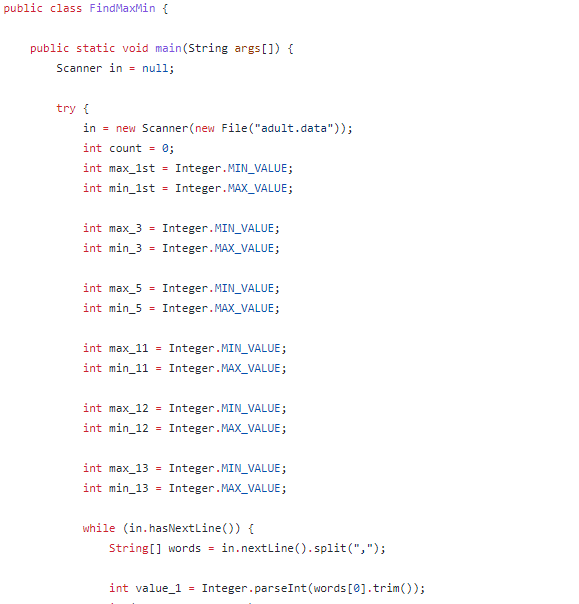 public class FindMaxMin {
public static void main(String args[]) {
Scanner in = null;
try {
in = new Scanner(new File("adult.data"));
int count = 0;
int max_1st = Integer.MIN_VALUE;
int min_1st = Integer.MAX_VALUE;
int max_3 = Integer.MIN_VALUE;
int min_3 = Integer.MAX_VALUE;
int max_5 = Integer.MIN_VALUE;
int min_5 = Integer.MAX_VALUE;
int max_11 = Integer.MIN_VALUE;
int min_11 = Integer.MAX_VALUE;
int max_12 = Integer.MIN_VALUE;
int min_12 = Integer.MAX_VALUE;
int max_13 = Integer.MIN_VALUE;
int min_13 = Integer.MAX_VALUE;
while (in.hasNextLine()) {
String[] words = in.nextLine().split(",");
int value_1 = Integer.parseInt(words[0].trim());